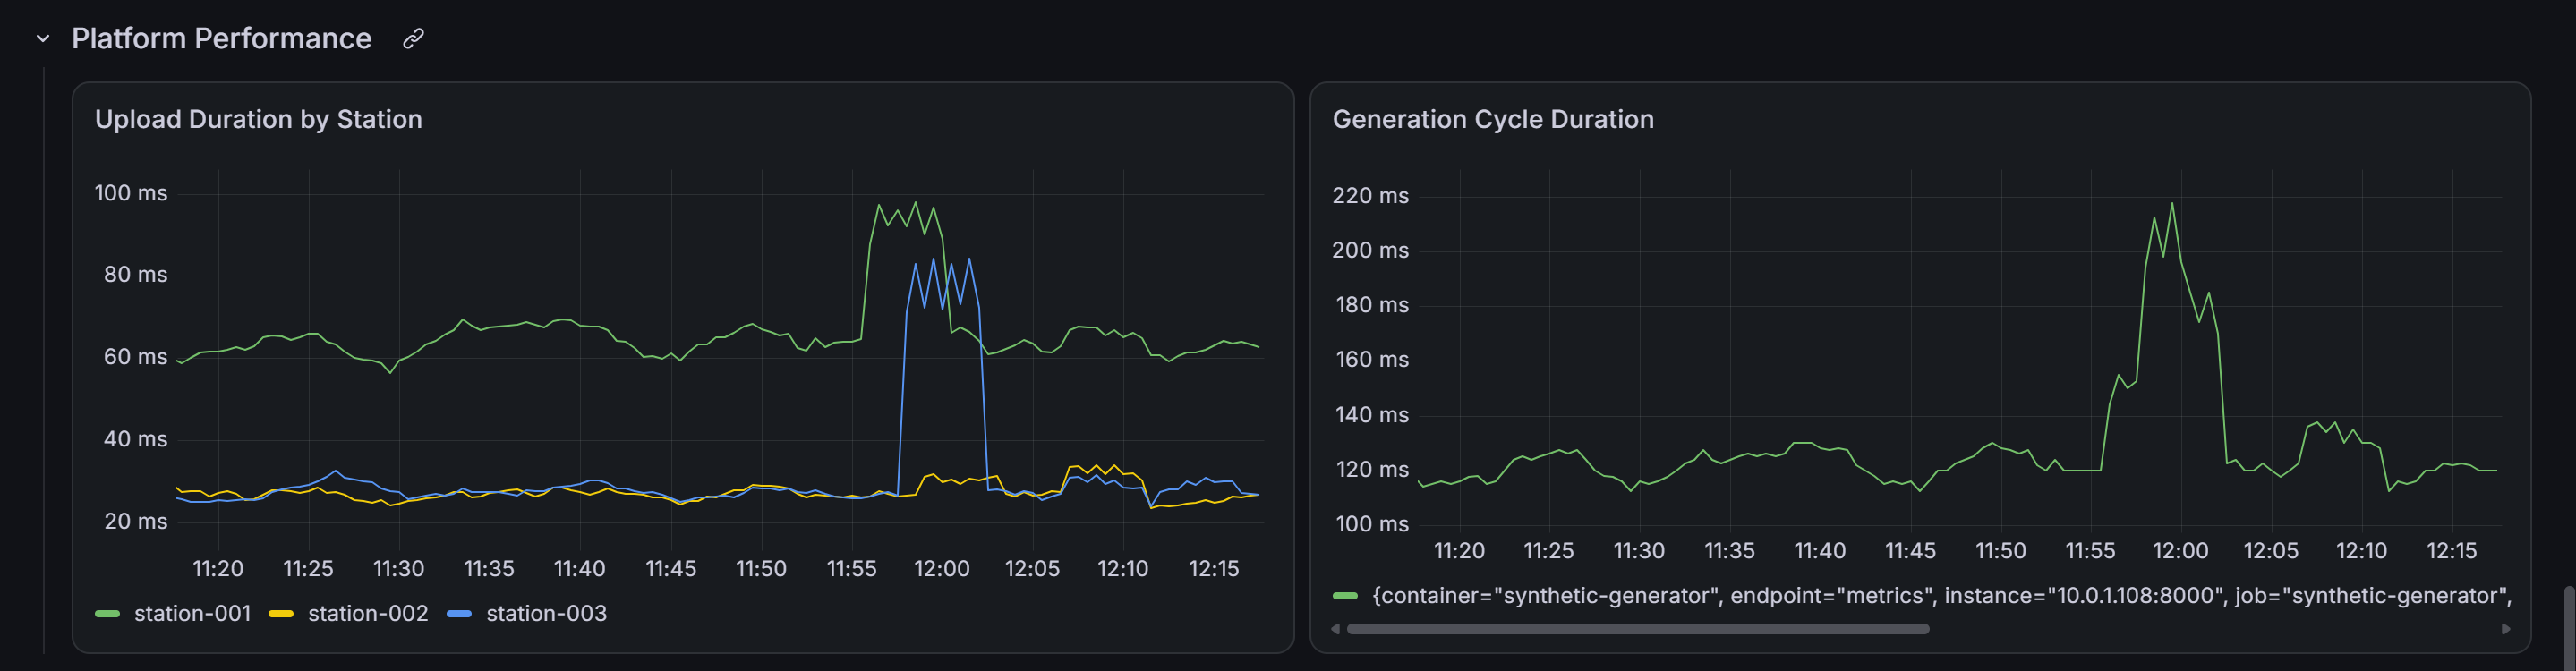 Platform Performance
Upload Duration by Station
100 ms
80 ms
60 ms
40 ms
20 ms
11:20 11:25 11:30 11:35 11:40 11:45 11:50 11:55 12:00 12:05 12:10 12:15
station-001 station-002 station-003
Generation Cycle Duration
220 ms
200 ms
180 ms
160 ms
140 ms
120 ms
100 ms
11:20 11:25 11:30 11:35 11:40 11:45 11:50 11:55 12:00 12:05 12:10 12:15
{container="synthetic-generator", endpoint="metrics", instance="10.0.1.108:8000", job="synthetic-generator",